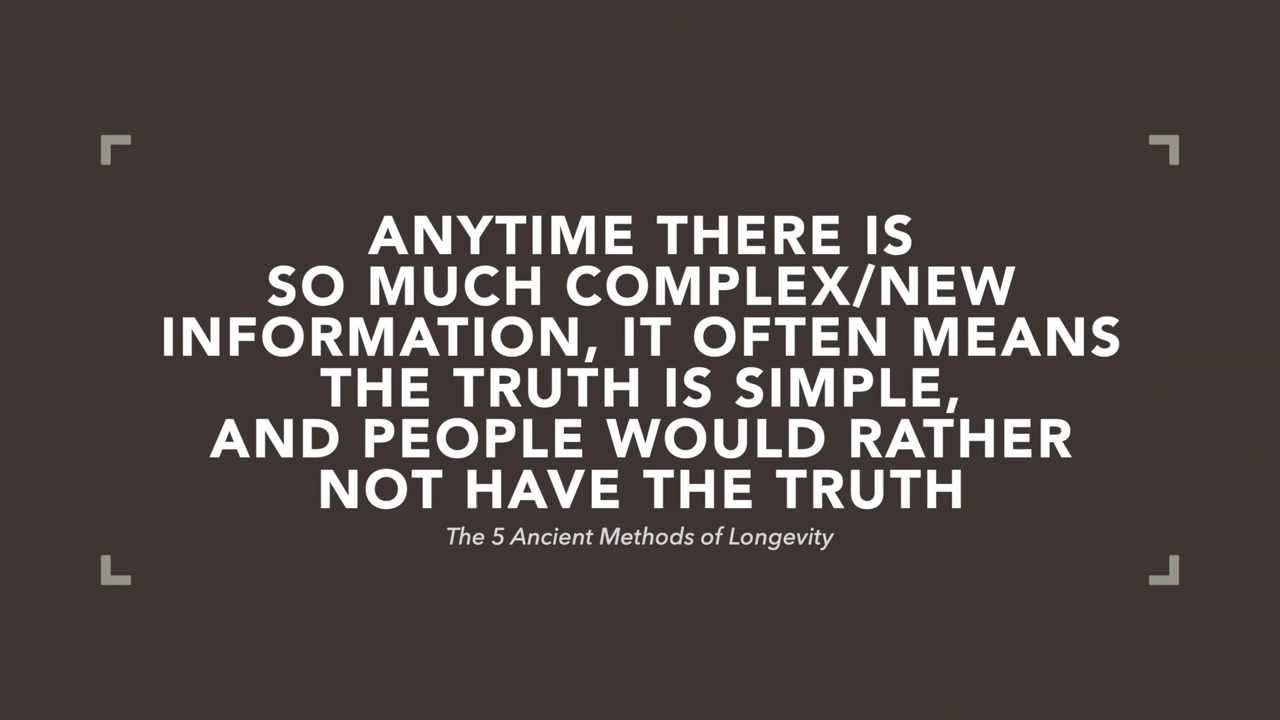 ANYTIME THERE IS
SO MUCH COMPLEX/NEW
INFORMATION, IT OFTEN MEANS
THE TRUTH IS SIMPLE,
AND PEOPLE WOULD RATHER
NOT HAVE THE TRUTH
The 5 Ancient Methods of Longevity